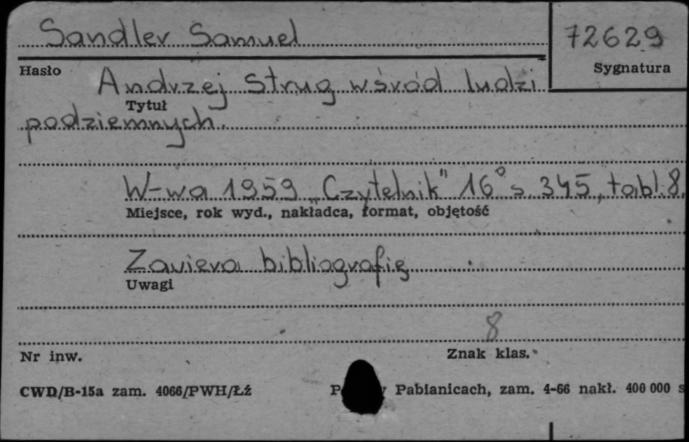 Sandler Samuel
72629
Hasło
Sygnatura
Andrzej Strug wśród ludzi
Tytuł
podziemnych.
W-wa 1959 „Czytelnik" 16° s. 345, tabl. 8.
Miejsce, rok wyd., nakładca, format, objętość
Zawiera bibliografię
Uwagi
8
Nr inw.
Znak klas.
CWD/B-15a zam. 4066/PWH/Łź
Pabianicach, zam. 4-66 nakł. 400 000 s